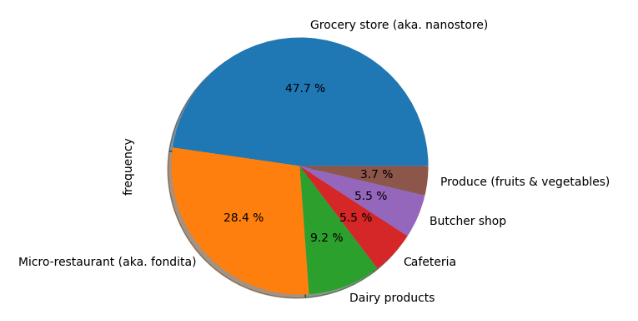 Grocery store (aka. nanostore)
47.7 %
frequency
3.7 %
Produce (fruits & vegetables)
5.5 %
Butcher shop
28.4 %
5.5 %
9.2 %
Micro-restaurant (aka. fondita)
Cafeteria
Dairy products